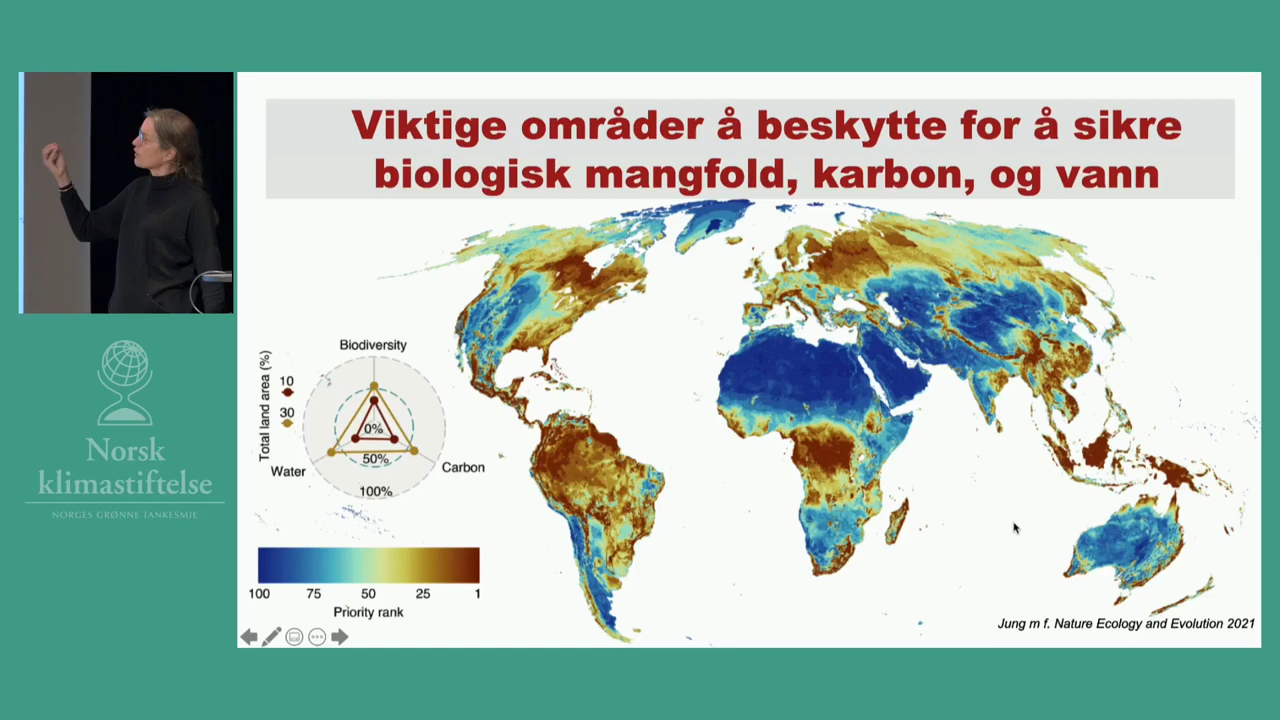 Viktige områder å beskytte for å sikre
biologisk mangfold, karbon, og vann
Biodiversity
Total land area (%)
10
30
0%
50%
100%
Water
Carbon
100 75 50 25 1
Priority rank
Jung m f. Nature Ecology and Evolution 2021
Norsk
klimastiftelse
NORGES GRØNNE TANKESMIE